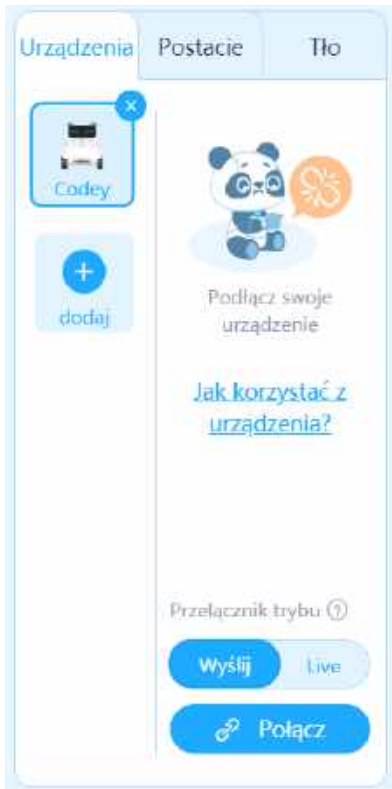 Urządzenia Postacie Tło
Codey
dodaj
Podłącz swoje
urządzenie
Jak korzystać z
urządzenia?
Przełącznik trybu ?
Wyślij Live
Połącz